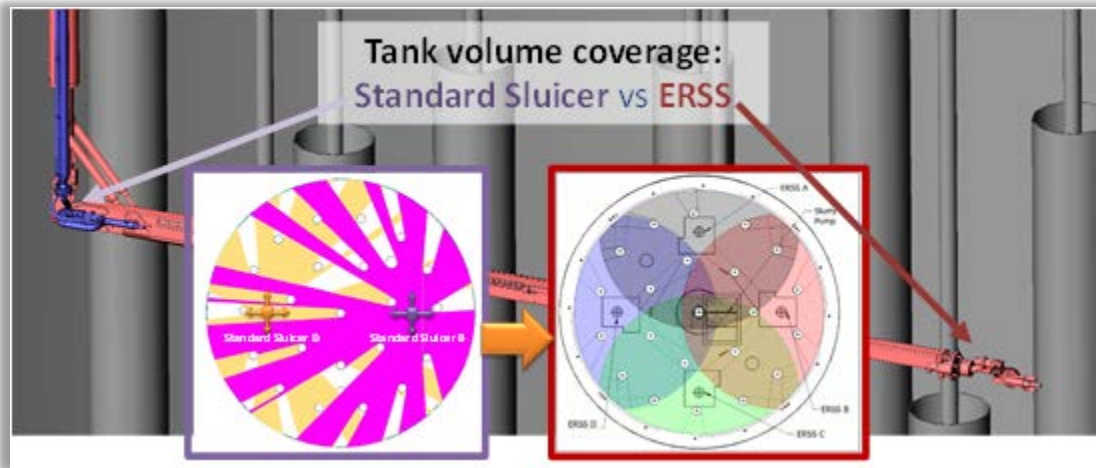 Tank volume coverage:
Standard Sluicer vs ERSS
Standard Sluicer D
Standard Sluicer B
ERSS A
Slurry
Pump
ERSS B
ERSS C
ERSS D